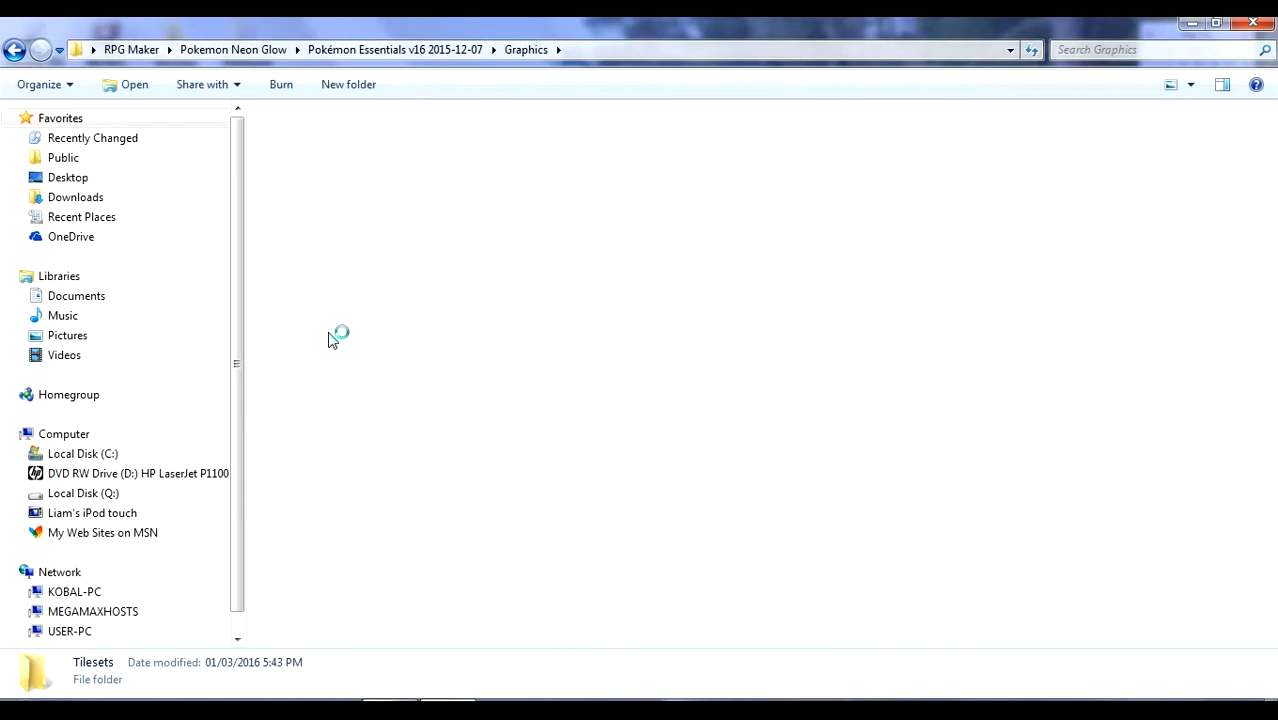 RPG Maker Pokemon Neon Glow Pokémon Essentials v16 2015-12-07 Graphics Search Graphics
Organize Open Share with Burn New folder
Favorites
Recently Changed
Public
Desktop
Downloads
Recent Places
OneDrive
Libraries
Documents
Music
Pictures
Videos
Homegroup
Computer
Local Disk (C:)
DVD RW Drive (D:) HP LaserJet P1100
Local Disk (Q:)
Liam's iPod touch
My Web Sites on MSN
Network
KOBAL-PC
MEGAMAXHOSTS
USER-PC
Tilesets Date modified: 01/03/2016 5:43 PM
File folder